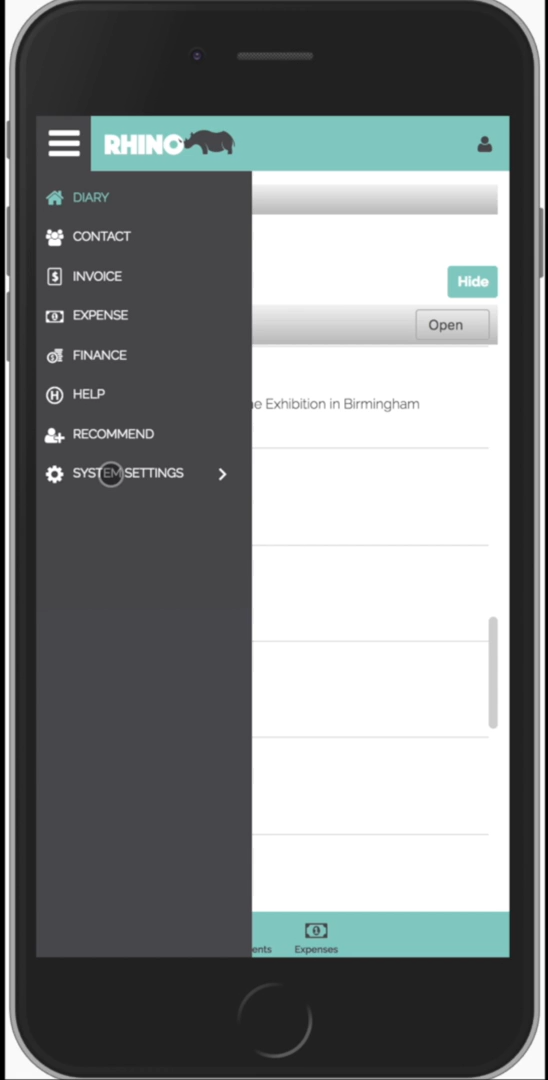 RHINO
DIARY
CONTACT
INVOICE
Hide
EXPENSE
Open
FINANCE
HELP
e Exhibition in Birmingham
RECOMMEND
SYSTEM SETTINGS
ents
Expenses